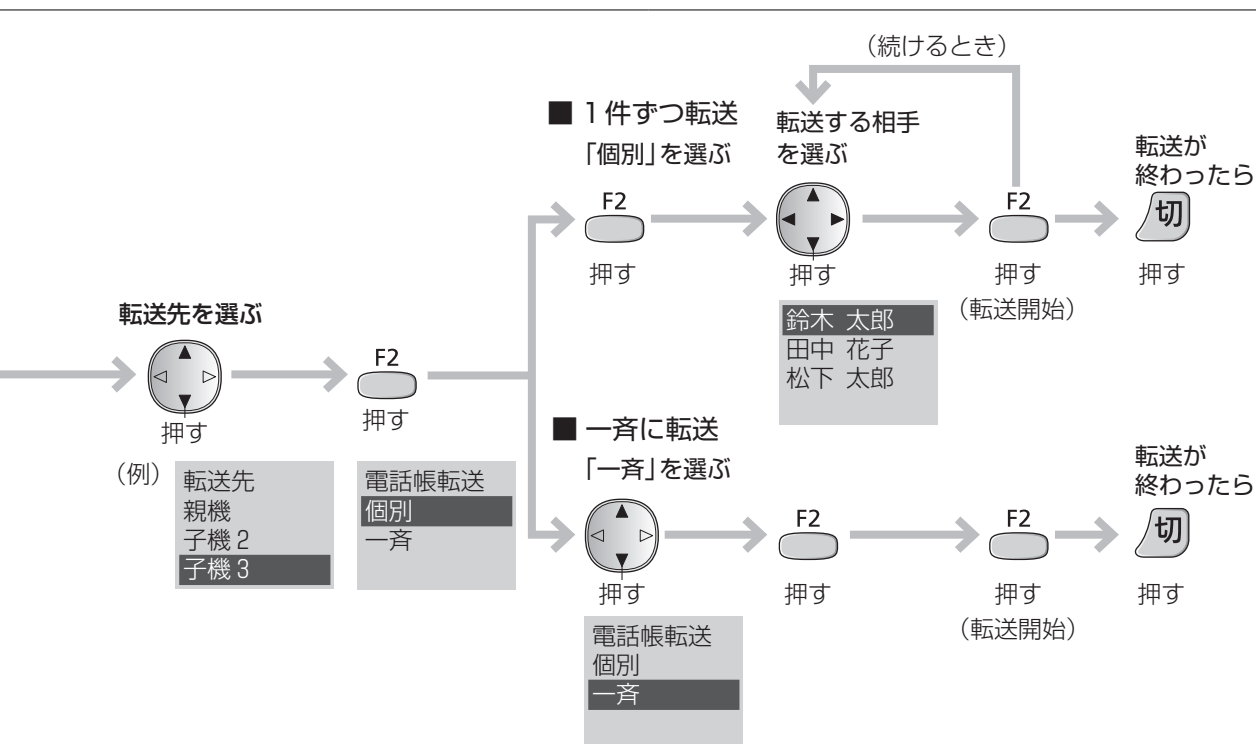 転送先を選ぶ
押す
（例）
転送先
親機
子機 2
子機 3
F2
押す
電話帳転送
個別
一斉
■ 1 件ずつ転送
「個別」を選ぶ
F2
押す
（続けるとき）
転送する相手
を選ぶ
押す
鈴木 太郎
田中 花子
松下 太郎
F2
押す
（転送開始）
転送が
終わったら
切
押す
■ 一斉に転送
「一斉」を選ぶ
押す
電話帳転送
個別
一斉
F2
押す
F2
押す
（転送開始）
転送が
終わったら
切
押す